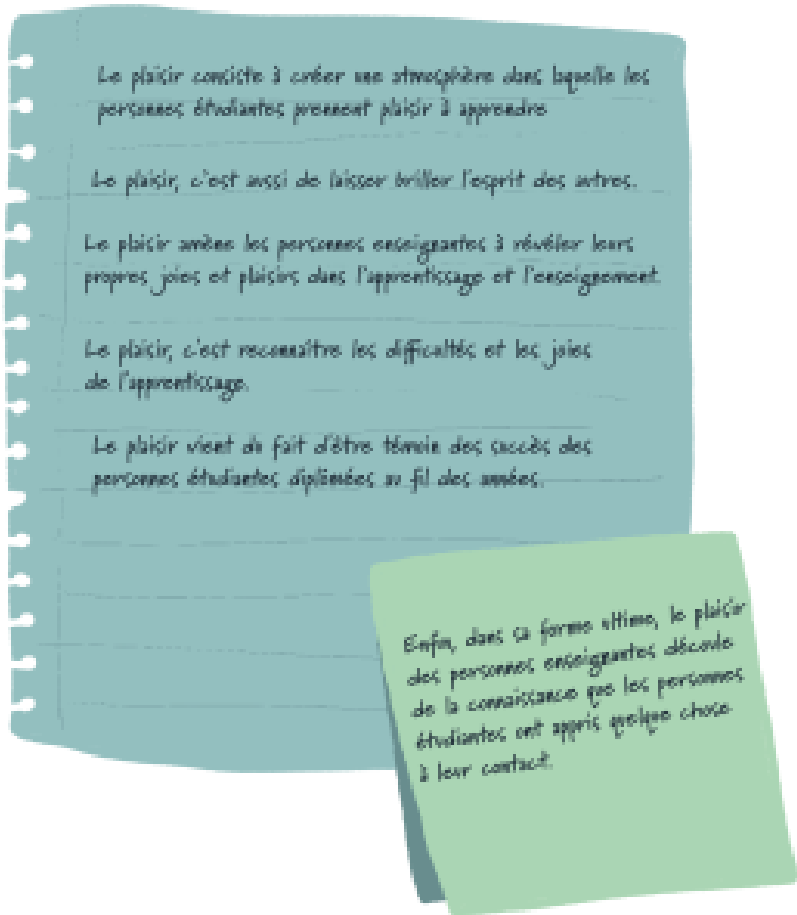 Le plaisir consiste à créer une atmosphère dans laquelle les
personnes étudiantes prennent plaisir à apprendre
Le plaisir, c'est aussi de laisser briller l'esprit des autres.
Le plaisir amène les personnes enseignantes à révéler leurs
propres joies et plaisirs dans l'apprentissage et l'enseignement.
Le plaisir, c'est reconnaître les difficultés et les joies
de l'apprentissage.
Le plaisir vient du fait d'être témoin des succès des
personnes étudiantes diplômées au fil des années.
Enfin, dans sa forme ultime, le plaisir
des personnes enseignantes découle
de la connaissance que les personnes
étudiantes ont appris quelque chose
à leur contact.